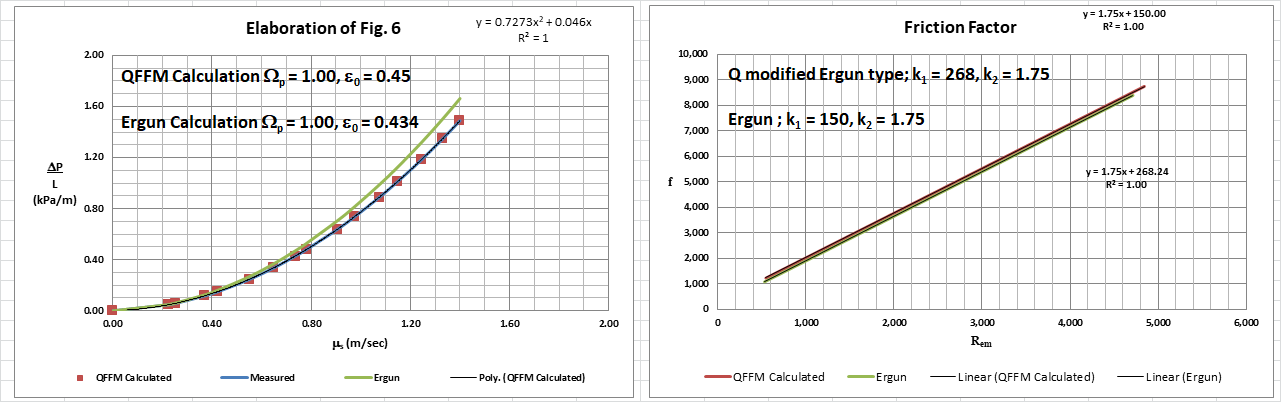 Elaboration of Fig. 6
y = 0.7273x² + 0.046x
R² = 1
QFFM Calculation Ωp = 1.00, ε0 = 0.45
Ergun Calculation Ωp = 1.00, ε0 = 0.434
2.00
1.60
1.20
0.80
0.40
0.00
ΔP
L
(kPa/m)
0.00 0.40 0.80 1.20 1.60 2.00
μs (m/sec)
QFFM Calculated Measured Ergun Poly. (QFFM Calculated)
Friction Factor
y = 1.75x + 150.00
R² = 1.00
Q modified Ergun type; k1 = 268, k2 = 1.75
Ergun ; k1 = 150, k2 = 1.75
y = 1.75x + 268.24
R² = 1.00
10,000
9,000
8,000
7,000
6,000
5,000
4,000
3,000
2,000
1,000
0
f
0 1,000 2,000 3,000 4,000 5,000 6,000
Rem
QFFM Calculated Ergun Linear (QFFM Calculated) Linear (Ergun)